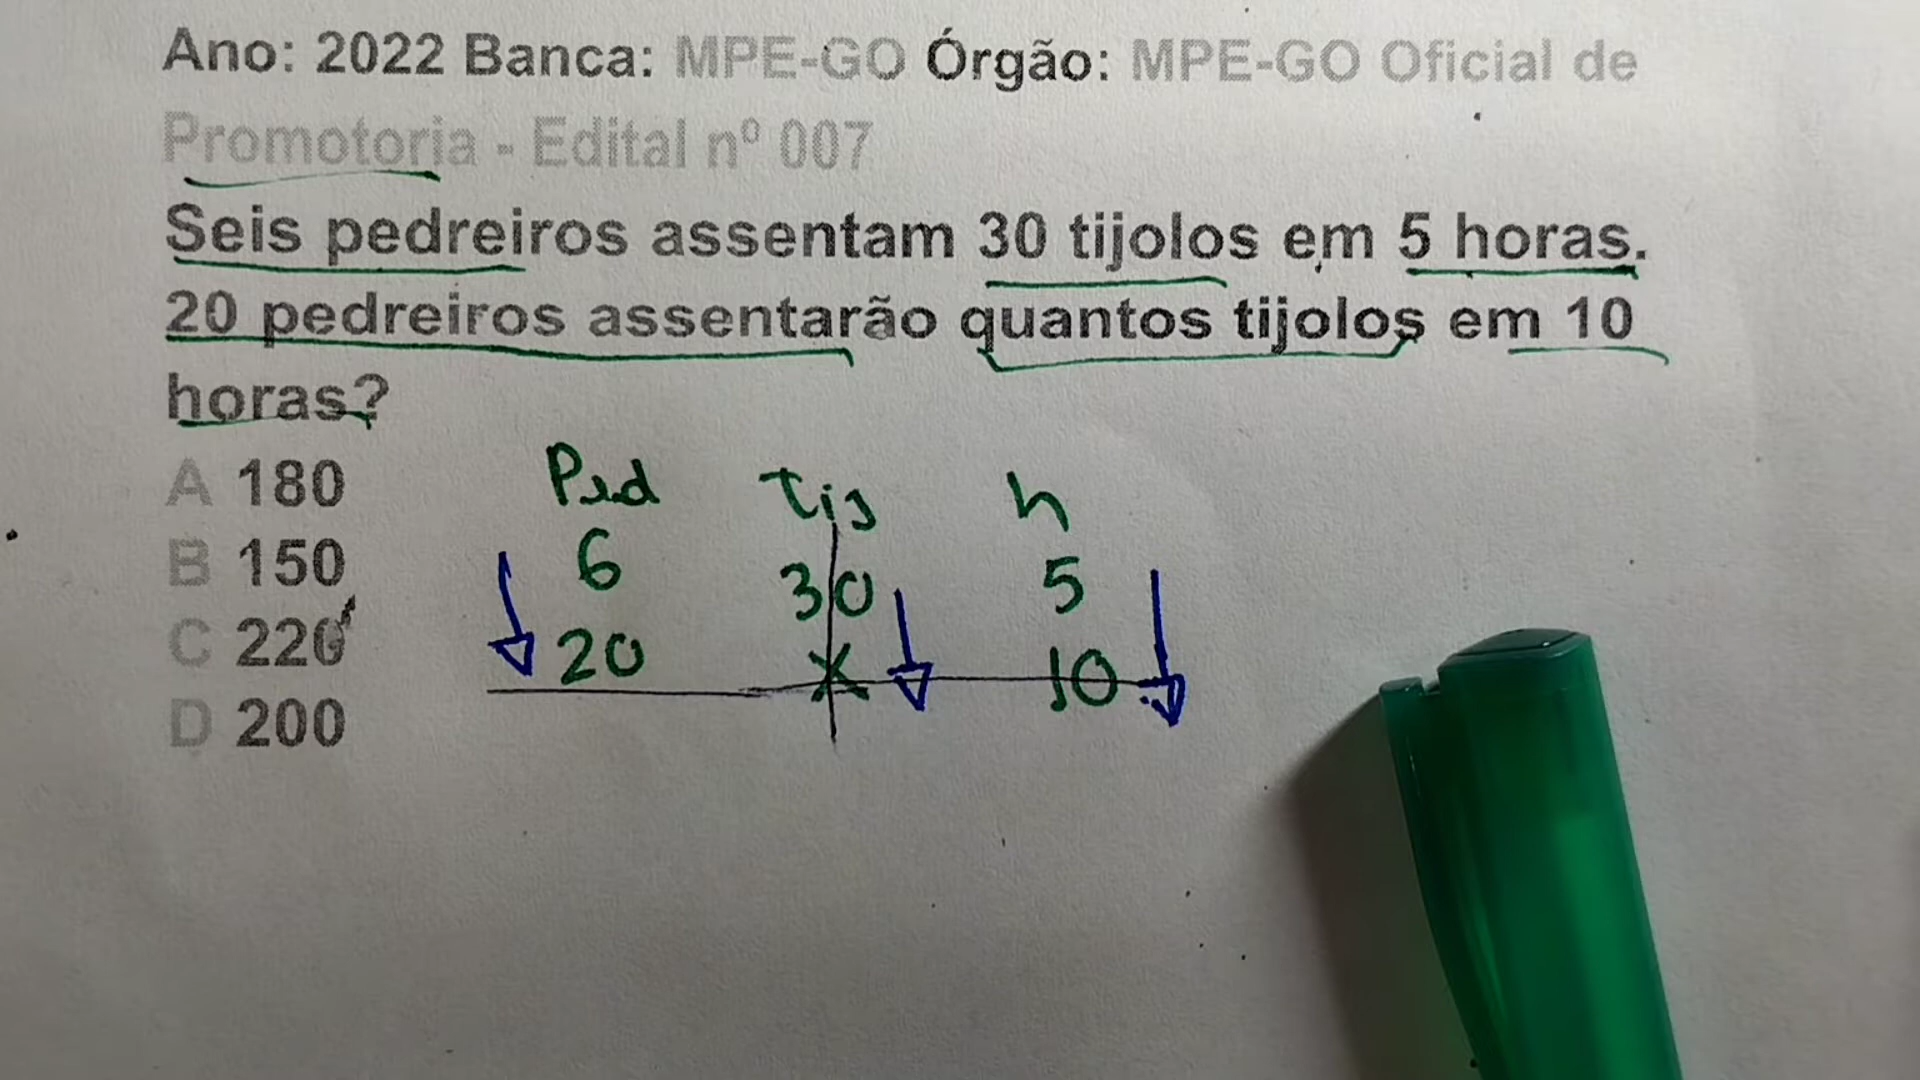 Ano: 2022 Banca: MPE-GO Órgão: MPE-GO Oficial de
Promotoria - Edital nº 007
Seis pedreiros assentam 30 tijolos em 5 horas.
20 pedreiros assentarão quantos tijolos em 10
horas?
A 180
B 150
C 220
D 200
Ped Tij h
6 30 5
20 x 10